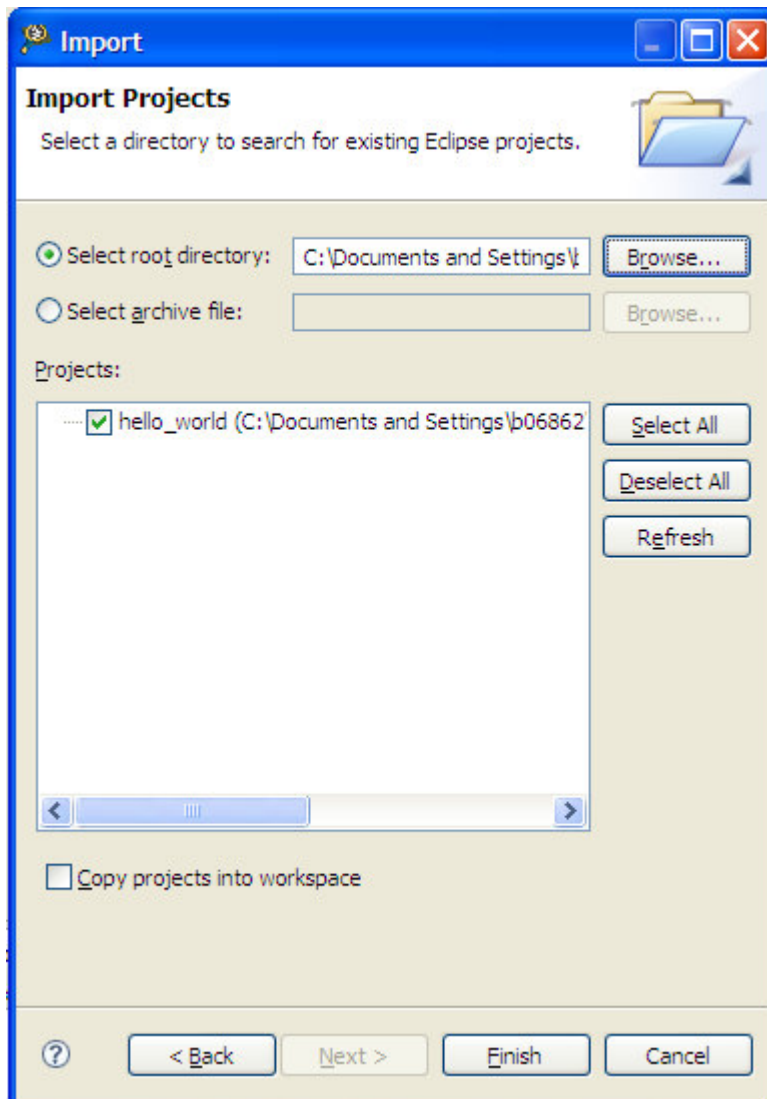 Import
Import Projects
Select a directory to search for existing Eclipse projects.
Select root directory: C:\Documents and Settings\ Browse...
Select archive file: Browse...
Projects:
hello_world (C:\Documents and Settings\b06862 Select All
Deselect All
Refresh
Copy projects into workspace
? < Back Next > Finish Cancel